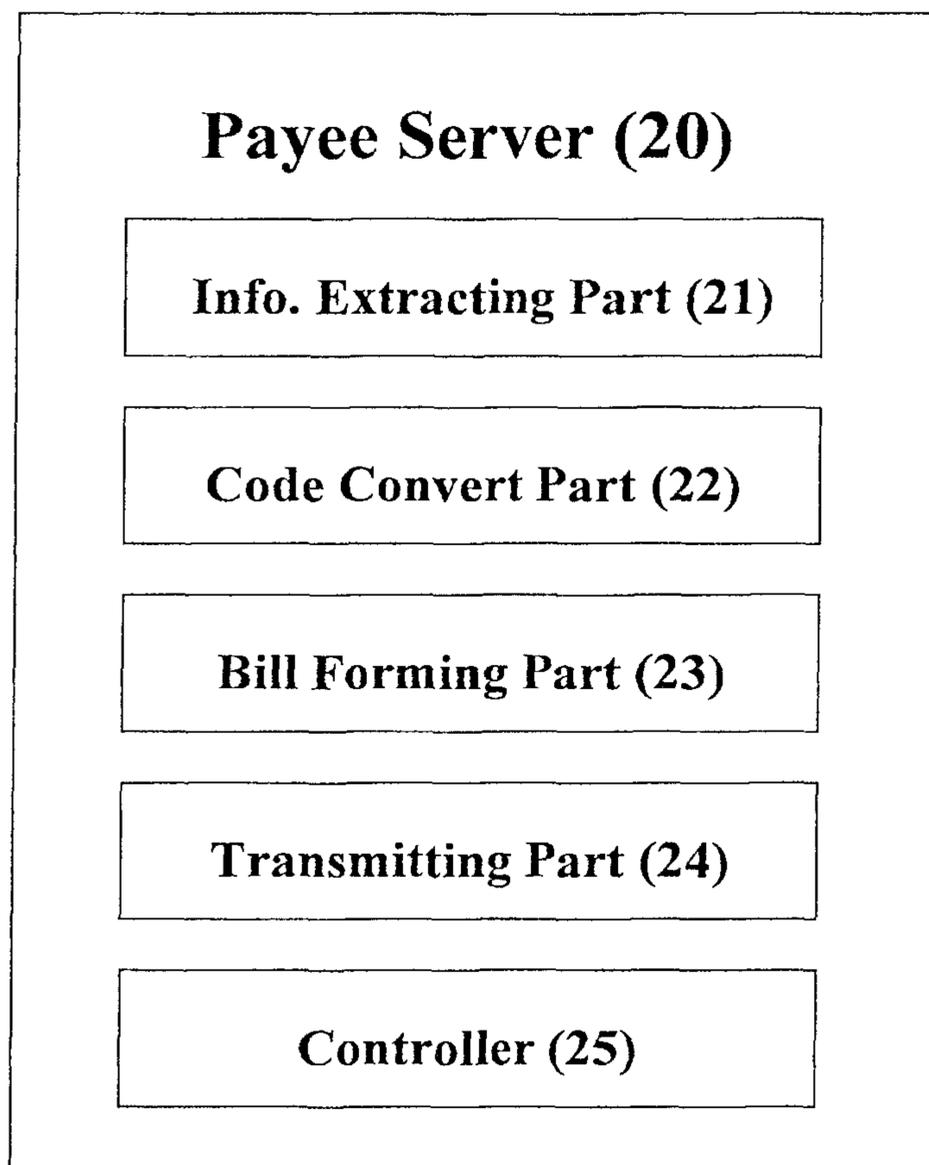 Payee Server (20)
Info. Extracting Part (21)
Code Convert Part (22)
Bill Forming Part (23)
Transmitting Part (24)
Controller (25)